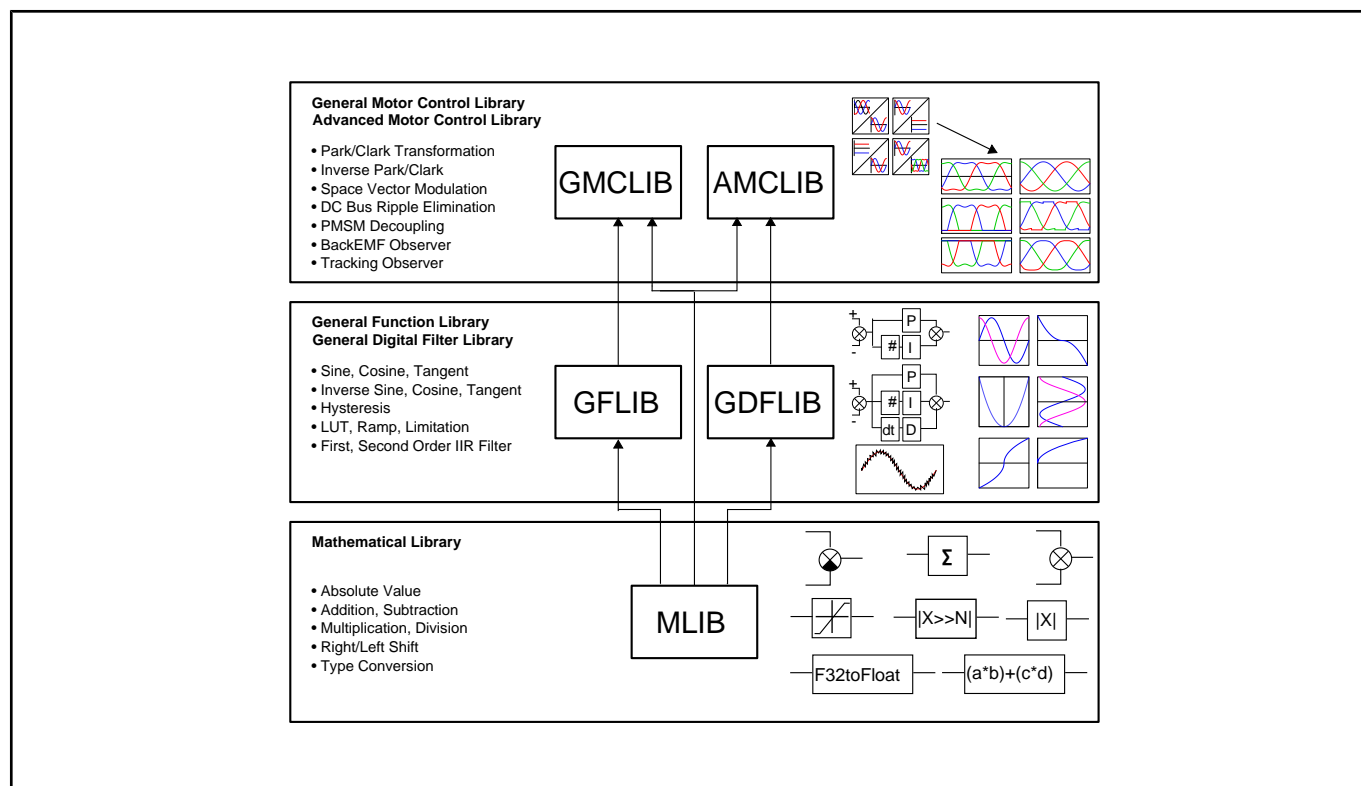 General Motor Control Library
Advanced Motor Control Library
• Park/Clark Transformation
• Inverse Park/Clark
• Space Vector Modulation
• DC Bus Ripple Elimination
• PMSM Decoupling
• BackEMF Observer
• Tracking Observer
GMCLIB
AMCLIB
General Function Library
General Digital Filter Library
• Sine, Cosine, Tangent
• Inverse Sine, Cosine, Tangent
• Hysteresis
• LUT, Ramp, Limitation
• First, Second Order IIR Filter
GFLIB
GDFLIB
+
P
-
# I
+
P
# I
-
dt D
Mathematical Library
• Absolute Value
• Addition, Subtraction
• Multiplication, Division
• Right/Left Shift
• Type Conversion
MLIB
Σ
|X>>N|
|X|
F32toFloat
(a*b)+(c*d)